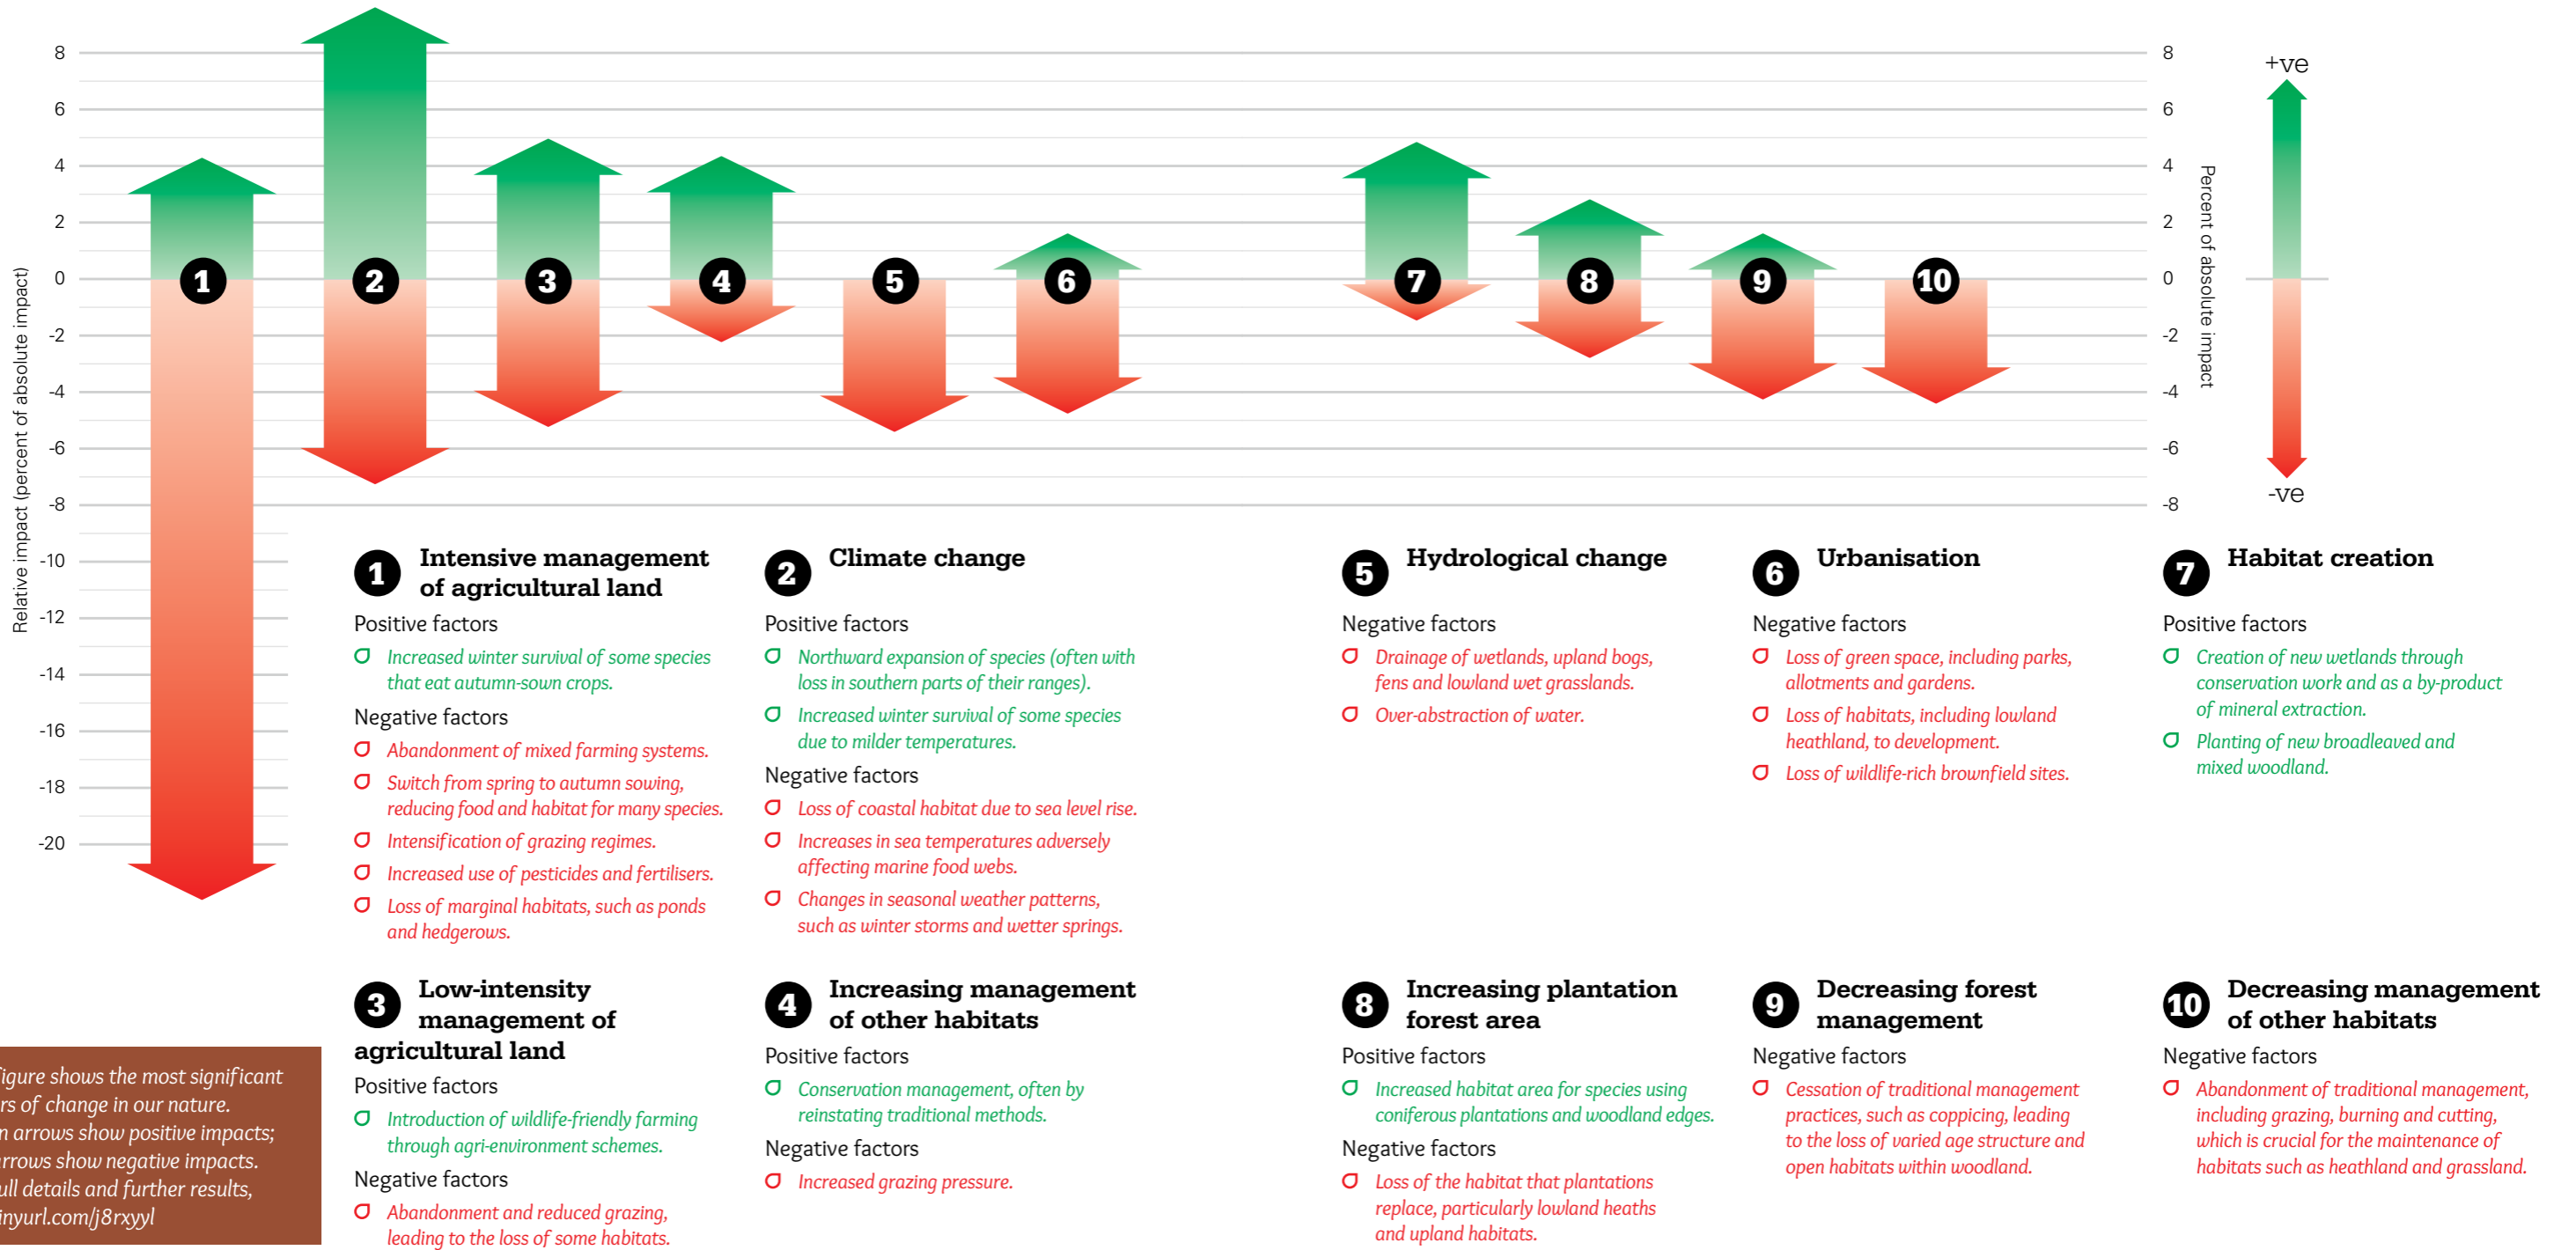 8
6
4
2
0
-2
-4
-6
-8
-10
-12
-14
-16
-18
-20
Relative impact (percent of absolute impact)
1
2
3
4
5
6
7
8
9
10
8
6
4
2
0
-2
-4
-6
-8
Percent of absolute impact
+ve
-ve
1 Intensive management
of agricultural land
Positive factors
Increased winter survival of some species
that eat autumn-sown crops.
Negative factors
Abandonment of mixed farming systems.
Switch from spring to autumn sowing,
reducing food and habitat for many species.
Intensification of grazing regimes.
Increased use of pesticides and fertilisers.
Loss of marginal habitats, such as ponds
and hedgerows.
2 Climate change
Positive factors
Northward expansion of species (often with
loss in southern parts of their ranges).
Increased winter survival of some species
due to milder temperatures.
Negative factors
Loss of coastal habitat due to sea level rise.
Increases in sea temperatures adversely
affecting marine food webs.
Changes in seasonal weather patterns,
such as winter storms and wetter springs.
3 Low-intensity
management of
agricultural land
Positive factors
Introduction of wildlife-friendly farming
through agri-environment schemes.
Negative factors
Abandonment and reduced grazing,
leading to the loss of some habitats.
4 Increasing management
of other habitats
Positive factors
Conservation management, often by
reinstating traditional methods.
Negative factors
Increased grazing pressure.
5 Hydrological change
Negative factors
Drainage of wetlands, upland bogs,
fens and lowland wet grasslands.
Over-abstraction of water.
6 Urbanisation
Negative factors
Loss of green space, including parks,
allotments and gardens.
Loss of habitats, including lowland
heathland, to development.
Loss of wildlife-rich brownfield sites.
7 Habitat creation
Positive factors
Creation of new wetlands through
conservation work and as a by-product
of mineral extraction.
Planting of new broadleaved and
mixed woodland.
8 Increasing plantation
forest area
Positive factors
Increased habitat area for species using
coniferous plantations and woodland edges.
Negative factors
Loss of the habitat that plantations
replace, particularly lowland heaths
and upland habitats.
9 Decreasing forest
management
Negative factors
Cessation of traditional management
practices, such as coppicing, leading
to the loss of varied age structure and
open habitats within woodland.
10 Decreasing management
of other habitats
Negative factors
Abandonment of traditional management,
including grazing, burning and cutting,
which is crucial for the maintenance of
habitats such as heathland and grassland.
figure shows the most significant
of change in our nature.
arrows show positive impacts;
arrows show negative impacts.
details and further results,
inyurl.com/j8rxyyl